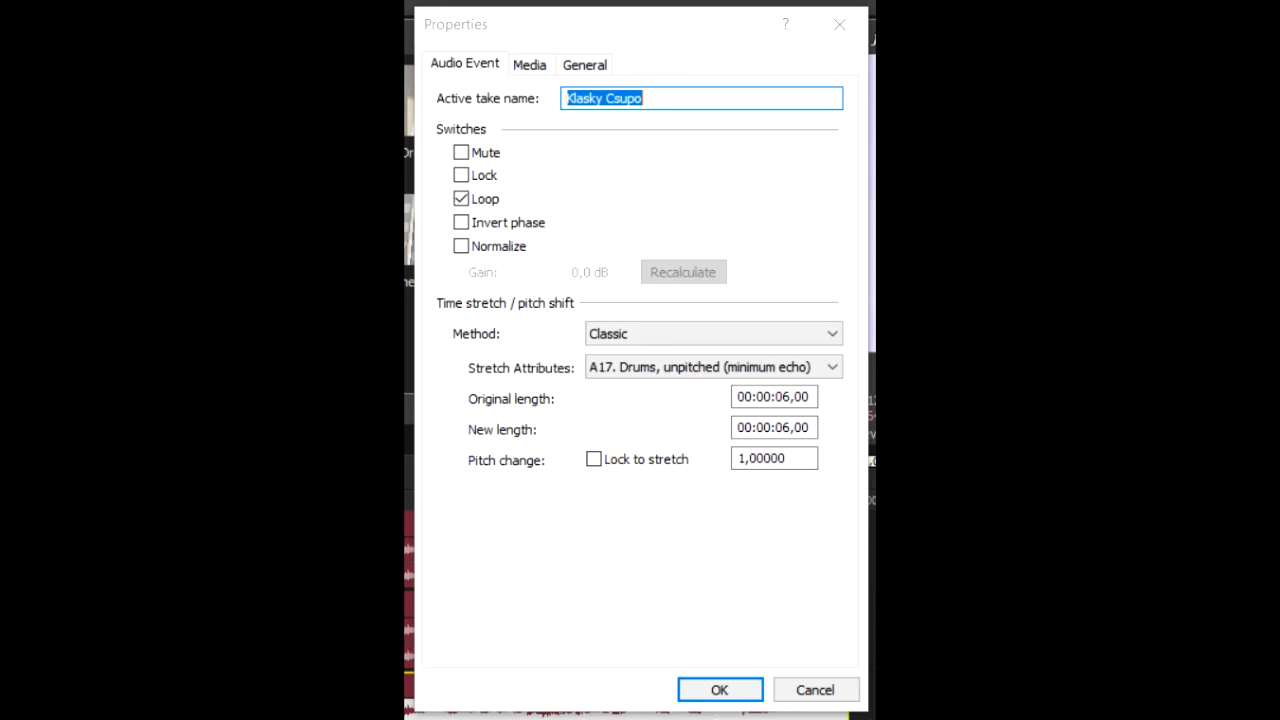 Properties ?
Audio Event Media General
Active take name: Klasky Csupo
Switches
Mute
Lock
Loop
Invert phase
Normalize
Gain: 0,0 dB Recalculate
Time stretch / pitch shift
Method: Classic
Stretch Attributes: A17. Drums, unpitched (minimum echo)
Original length: 00:00:06,00
New length: 00:00:06,00
Pitch change: Lock to stretch 1,00000
OK Cancel